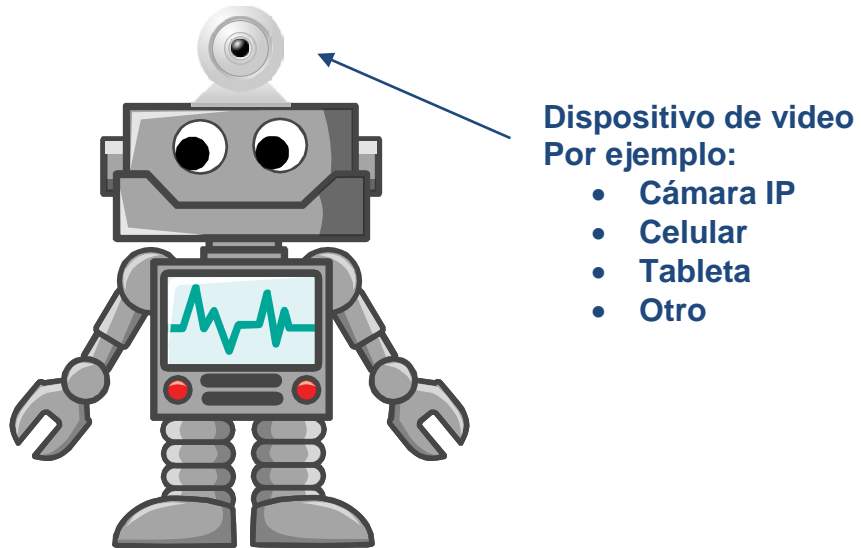 Dispositivo de video
Por ejemplo:
• Cámara IP
• Celular
• Tableta
• Otro